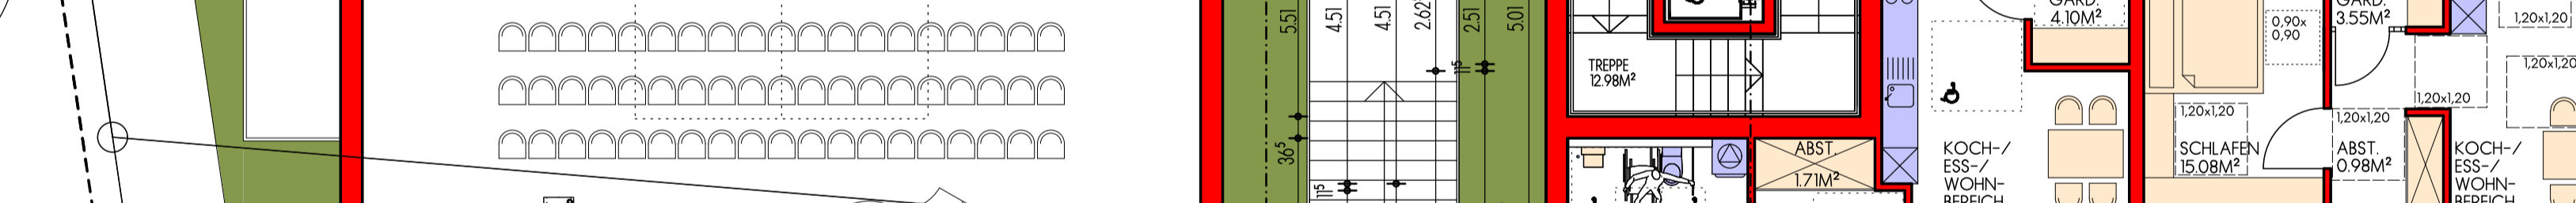 5.51
4.51
4.51
2.62
2.51
5.01
11⁵
36⁵
11⁵
TREPPE
12.98M²
ABST.
1.71M²
GARD.
4.10M²
KOCH-/
ESS-/
WOHN-
BEREICH
0,90x
0,90
1,20x1,20
SCHLAFEN
15.08M²
GARD.
3.55M²
1,20x1,20
1,20x1,20
1,20x1,20
1,20x1,20
ABST.
0.98M²
KOCH-/
ESS-/
WOHN-
BEREICH